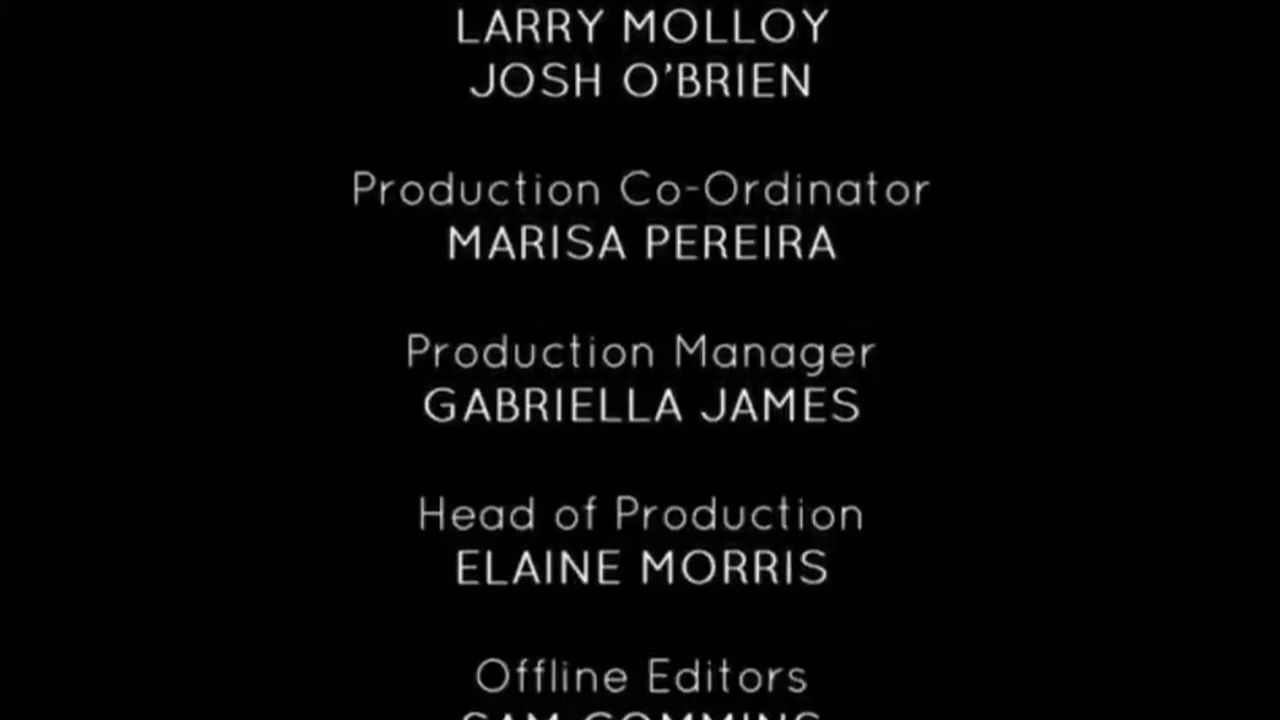 LARRY MOLLOY
JOSH O'BRIEN
Production Co-Ordinator
MARISA PEREIRA
Production Manager
GABRIELLA JAMES
Head of Production
ELAINE MORRIS
Offline Editors